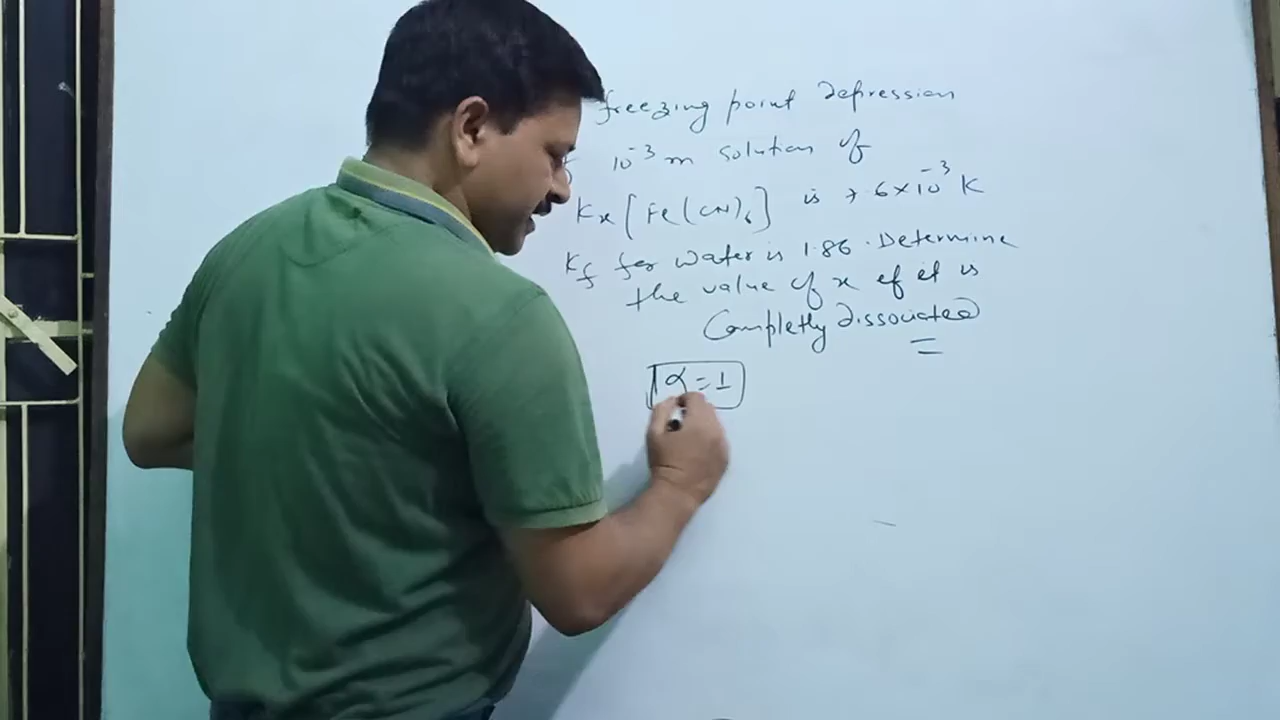 freezing point depression
10⁻³ m solution of
Kx [Fe(CN)6] is 7.6×10⁻³ K
Kf for water is 1.86. Determine
the value of x if it is
Completly dissociated
α = 1